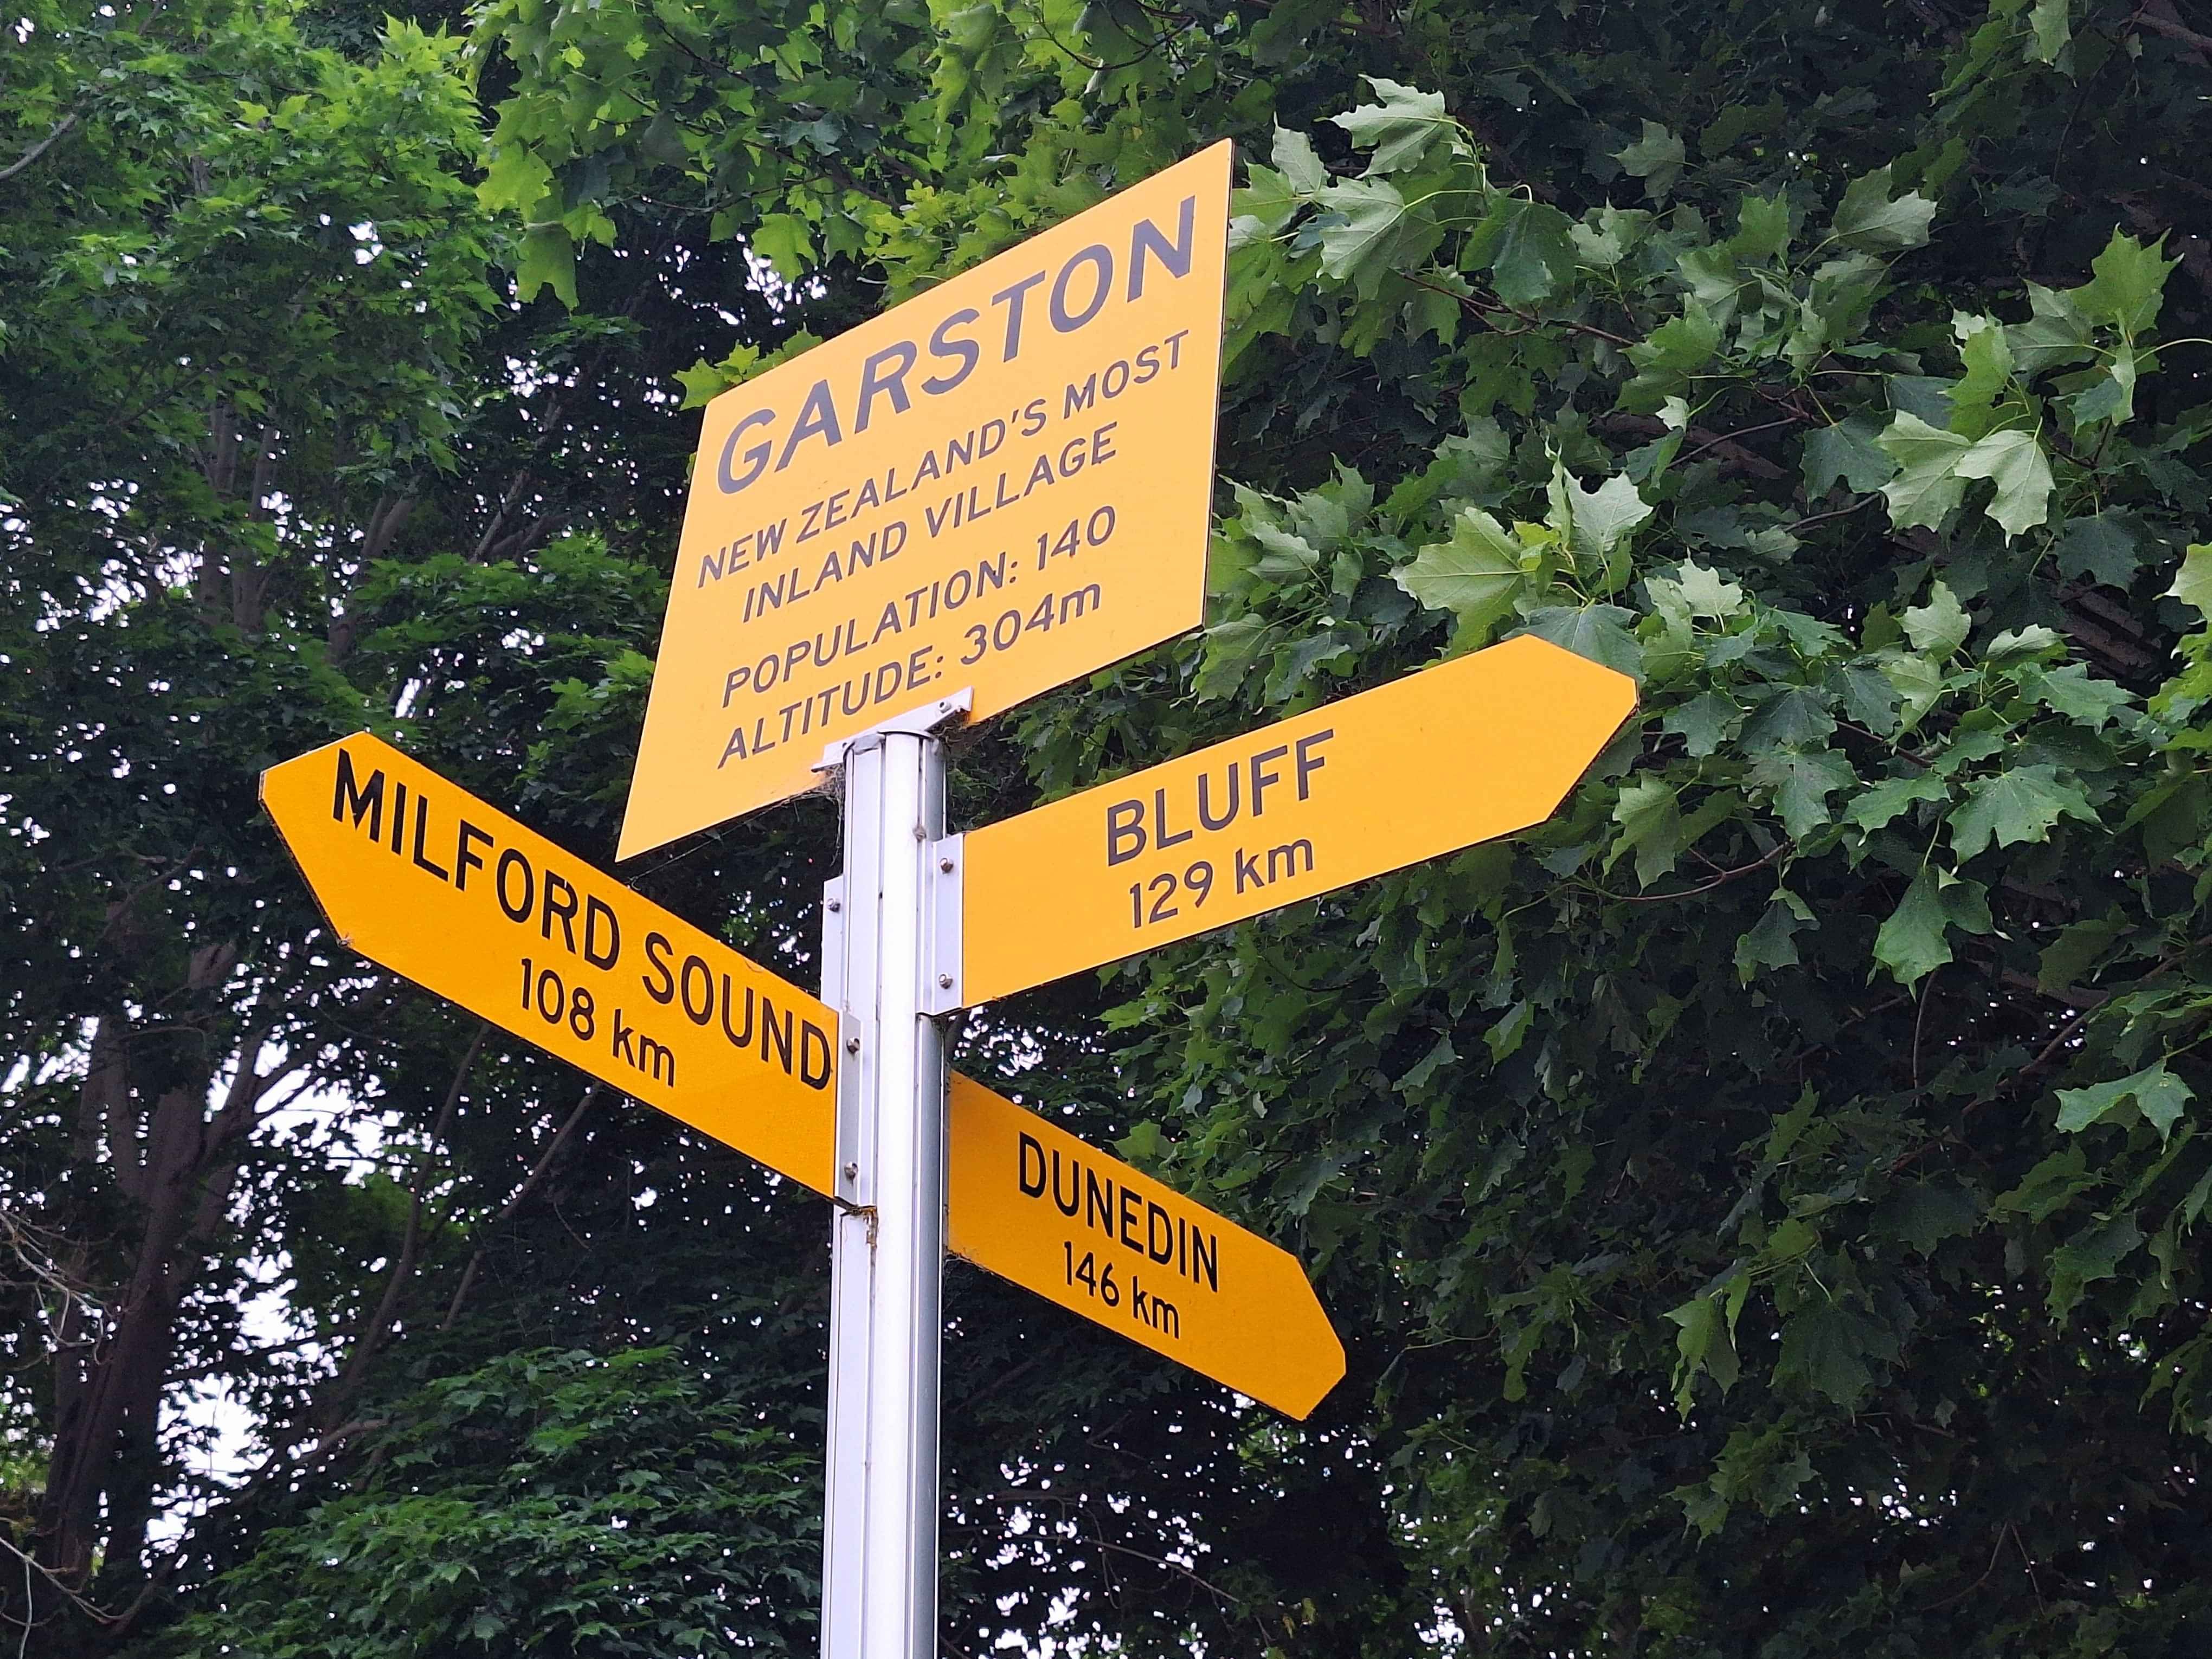 GARSTON
NEW ZEALAND'S MOST
INLAND VILLAGE
POPULATION: 140
ALTITUDE: 304m
MILFORD SOUND
108 km
BLUFF
129 km
DUNEDIN
146 km